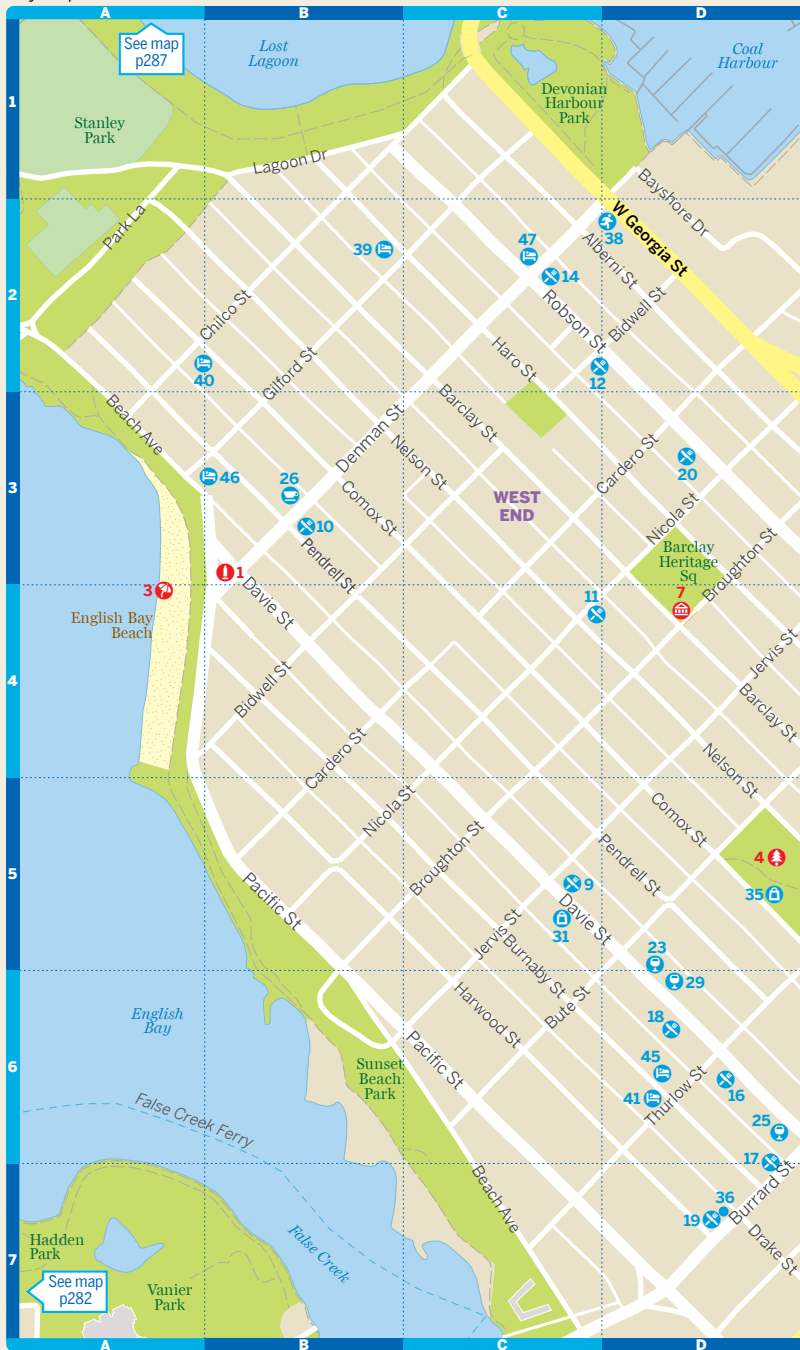 A
B
C
D
See map
p287
Lost
Lagoon
Coal
Harbour
1
Devonian
Harbour
Park
Stanley
Park
Lagoon Dr
Bayshore Dr
Park La
W Georgia St
38
39
47
14
Alberni St
2
Chilco St
Robson St
Bidwell St
Haro St
40
Gilford St
12
Beach Ave
Barclay St
Denman St
Nelson St
Cardero St
20
46
26
3
Comox St
WEST
END
Nicola St
10
Pendrell St
Barclay
Heritage
Sq
Broughton St
1
3
Davie St
11
7
English Bay
Beach
Jervis St
4
Bidwell St
Barclay St
Cardero St
Nelson St
Nicola St
Comox St
Broughton St
Pendrell St
4
5
9
35
Pacific St
Davie St
31
Jervis St
23
Burnaby St
29
English
Bay
Harwood St
Bute St
18
Pacific St
Sunset
Beach
Park
45
6
Thurlow St
16
41
False Creek Ferry
25
17
Beach Ave
Burrard St
36
19
Hadden
Park
False Creek
Drake St
7
See map
p282
Vanier
Park
A
B
C
D